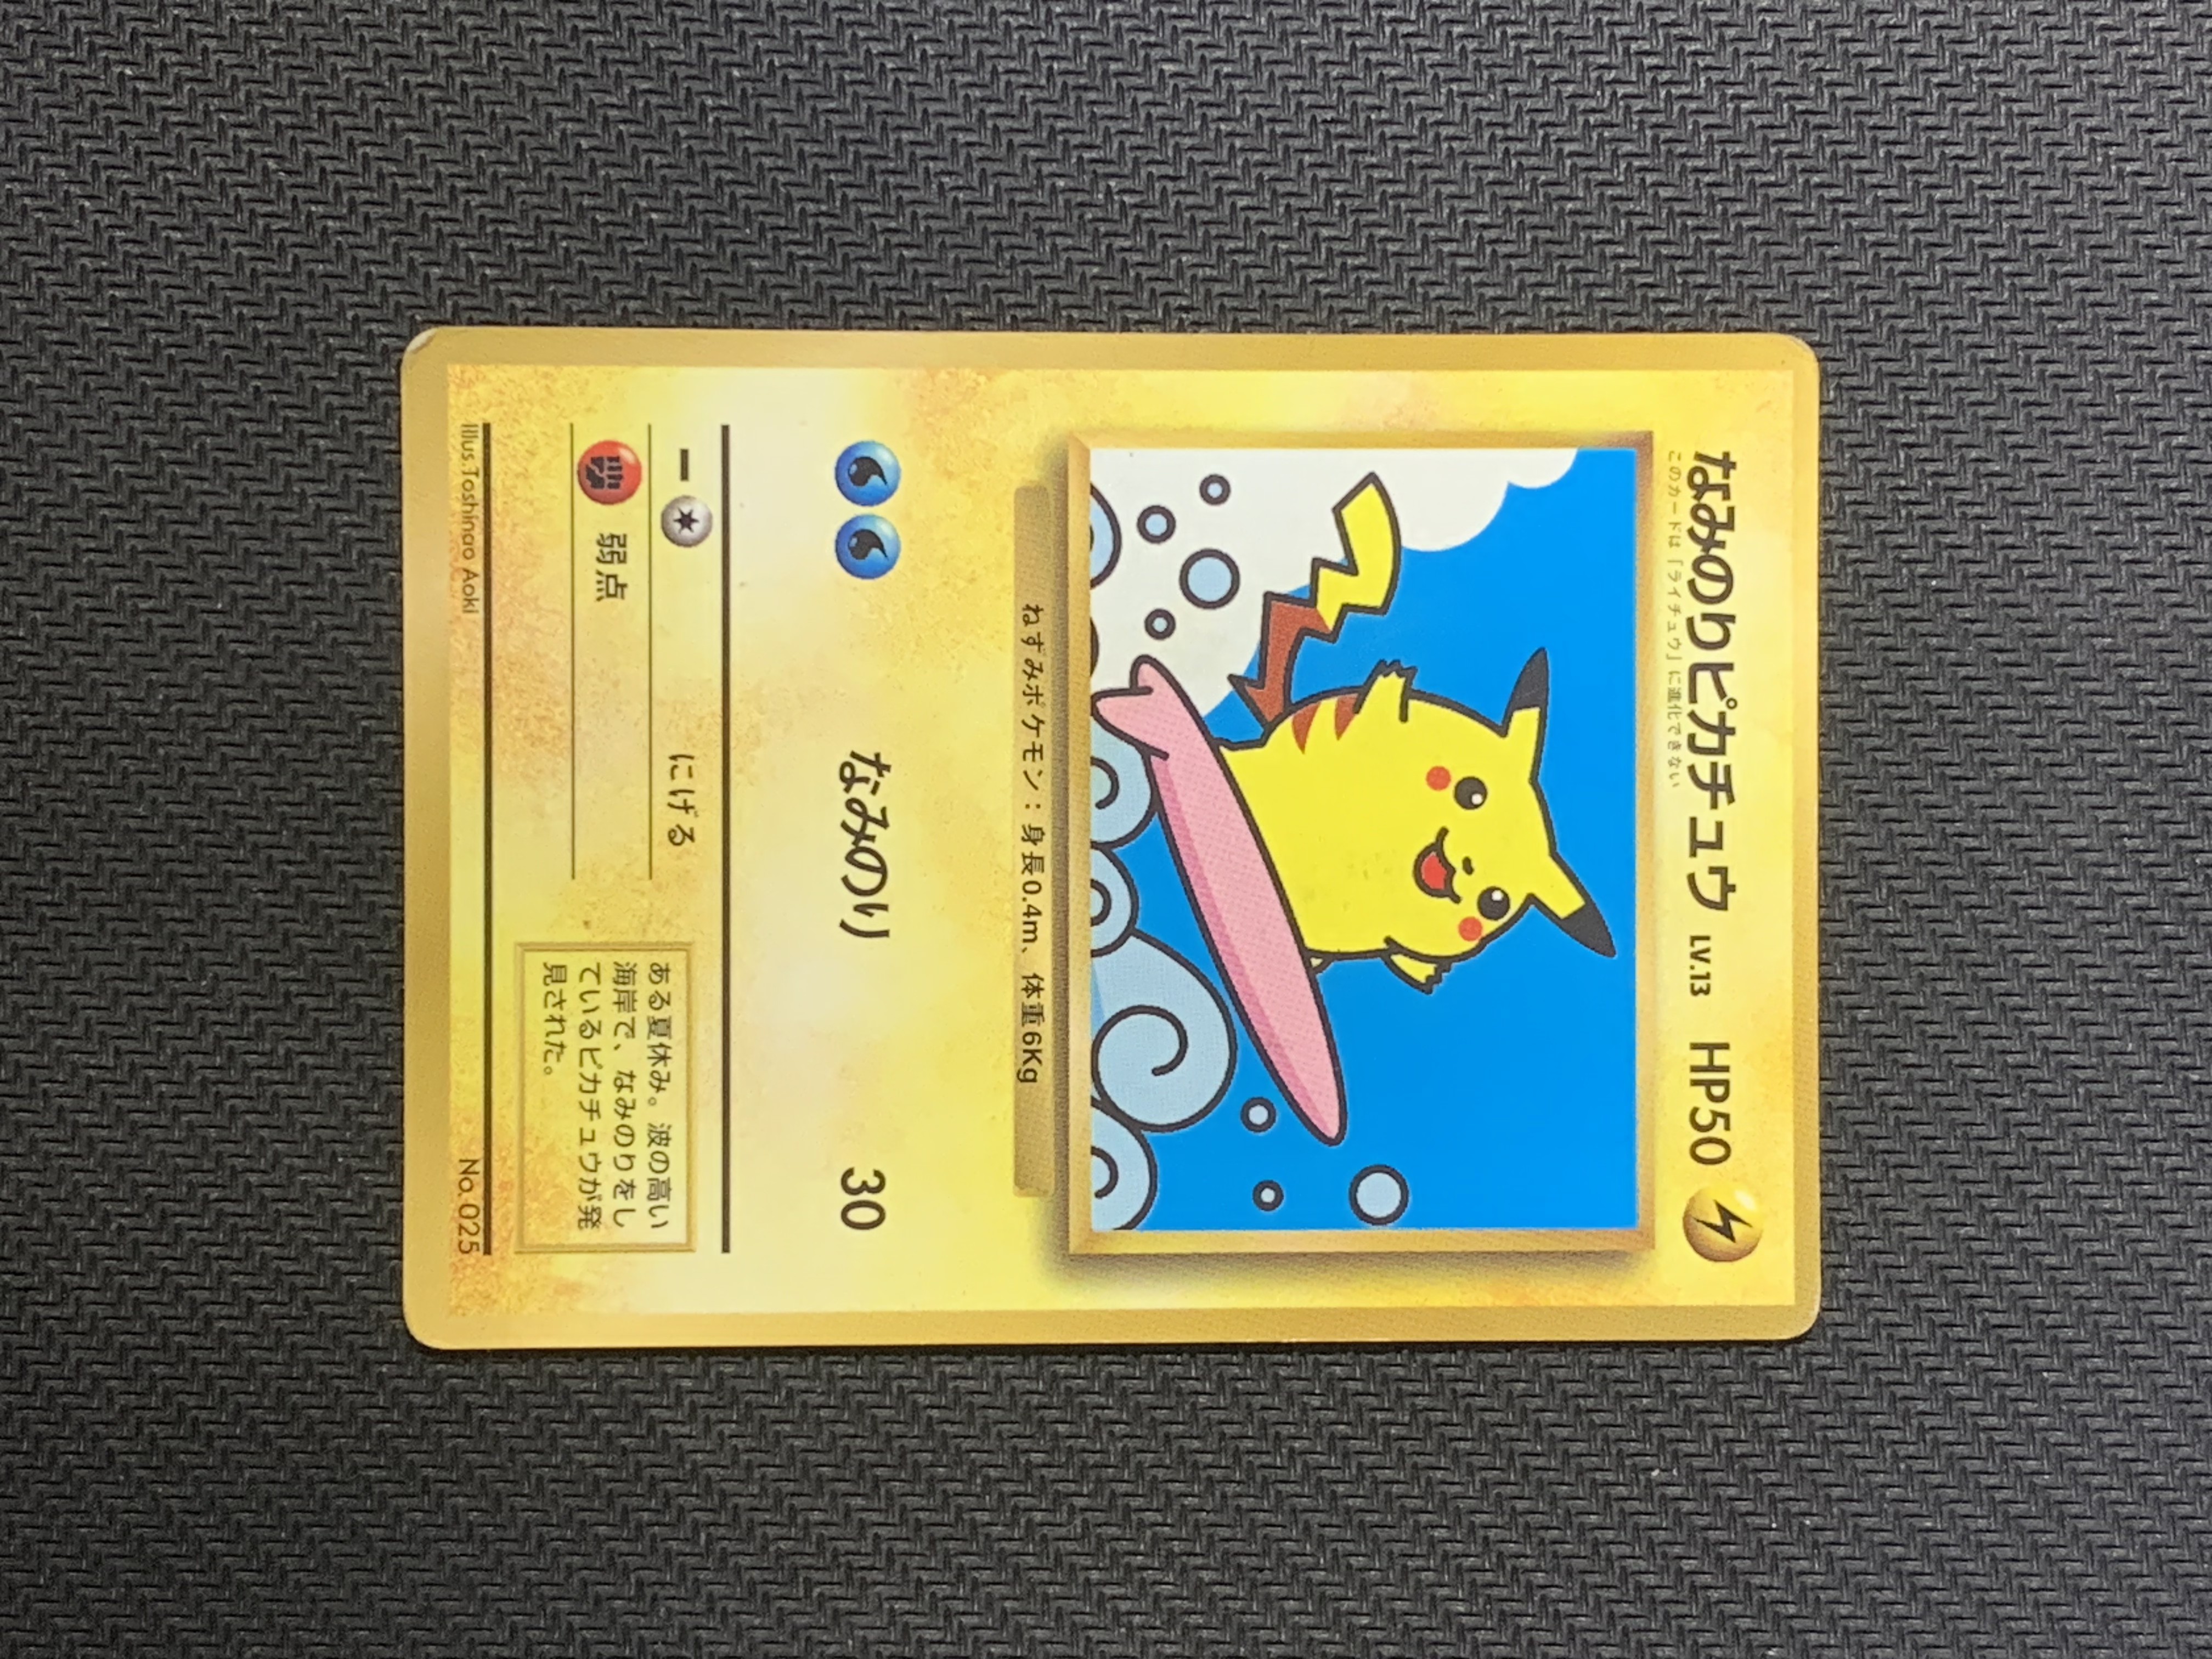 なみのりピカチュウ LV.13 HP50
このカードは「ライチュウ」に進化できない
ねずみポケモン：身長0.4m、体重6Kg
なみのり 30
にげる
弱点
ある夏休み。波の高い
海岸で、なみのりをし
ているピカチュウが発
見された。
Illus.Toshinao Aoki No.025